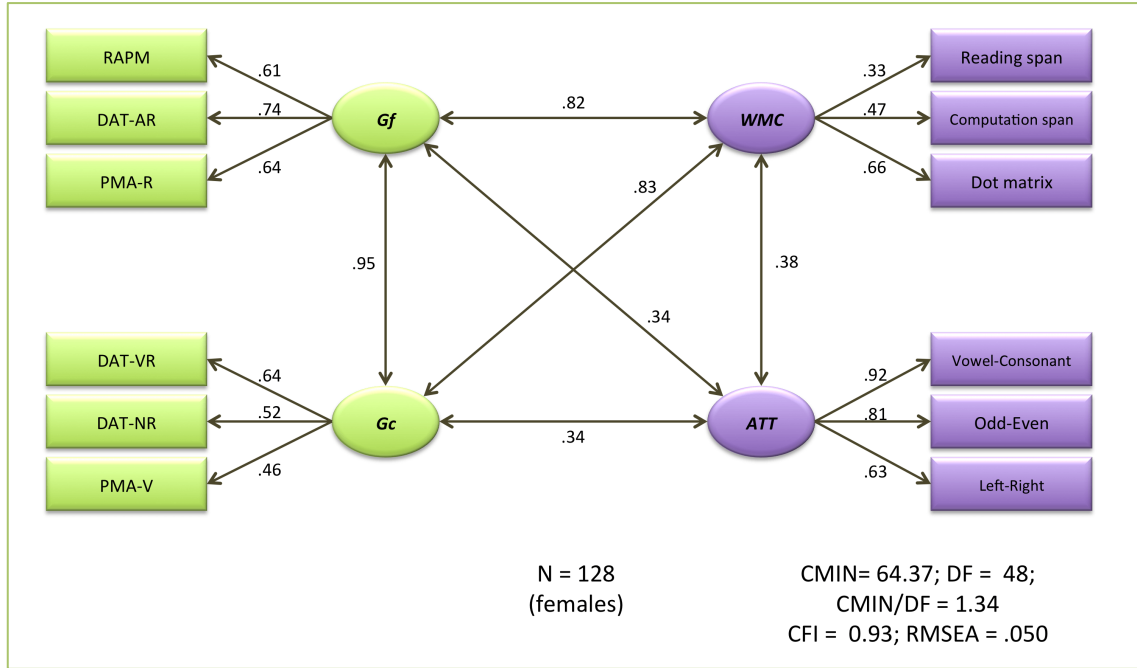 RAPM
DAT-AR
PMA-R
.61
.74
.64
Gf
.82
WMC
.33
.47
.66
Reading span
Computation span
Dot matrix
.95
.83
.34
.38
DAT-VR
DAT-NR
PMA-V
.64
.52
.46
Gc
.34
ATT
.92
.81
.63
Vowel-Consonant
Odd-Even
Left-Right
N = 128
(females)
CMIN= 64.37; DF = 48;
CMIN/DF = 1.34
CFI = 0.93; RMSEA = .050